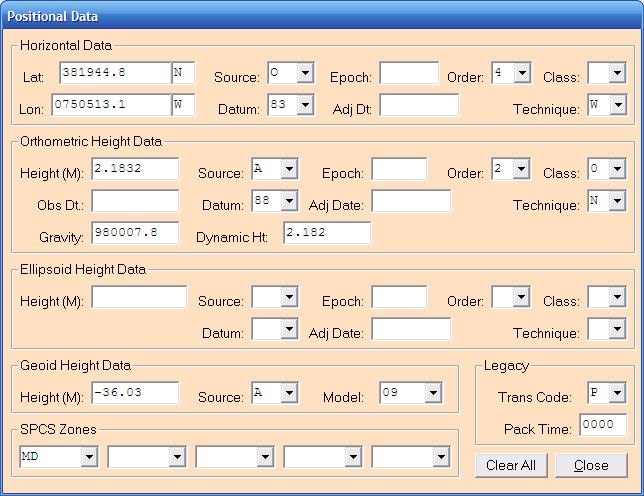 Positional Data
Horizontal Data
Lat: 381944.8 N Source: O Epoch: Order: 4 Class:
Lon: 0750513.1 W Datum: 83 Adj Dt: Technique: W
Orthometric Height Data
Height (M): 2.1832 Source: A Epoch: Order: 2 Class: 0
Obs Dt.: Datum: 88 Adj Date: Technique: N
Gravity: 980007.8 Dynamic Ht: 2.182
Ellipsoid Height Data
Height (M): Source: Epoch: Order: Class:
Datum: Adj Date: Technique:
Geoid Height Data
Height (M): -36.03 Source: A Model: 09
Legacy
Trans Code: P
Pack Time: 0000
SPCS Zones
MD
Clear All Close